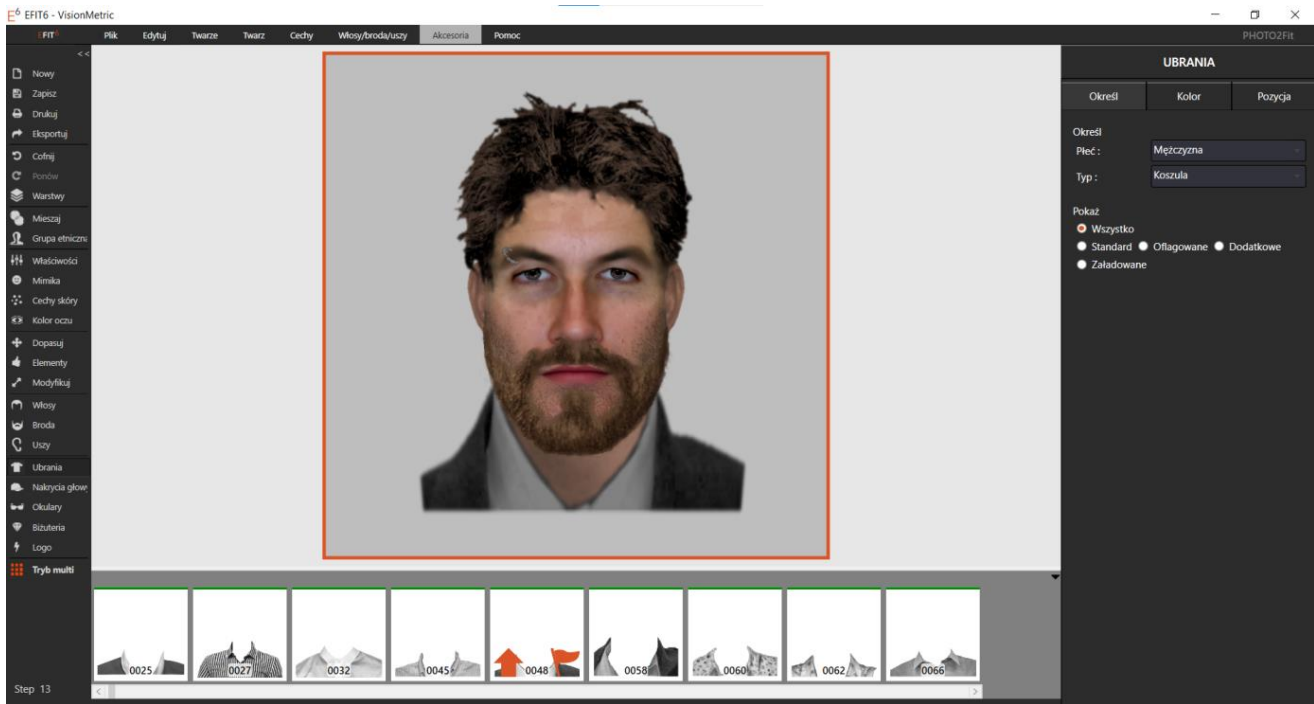 E6 EFIT6 - VisionMetric
EFIT6 Plik Edytuj Twarze Twarz Cechy Włosy/broda/uszy Akcesoria Pomoc PHOTO2Fit
<<
Nowy
Zapisz
Drukuj
Eksportuj
Cofnij
Ponów
Warstwy
Mieszaj
Grupa etniczna
Właściwości
Mimika
Cechy skóry
Kolor oczu
Dopasuj
Elementy
Modyfikuj
Włosy
Broda
Uszy
Ubrania
Nakrycia głowy
Okulary
Biżuteria
Logo
Tryb multi
Step 13
0025 0027 0032 0045 0048 0058 0060 0062 0066
UBRANIA
Określ Kolor Pozycja
Określ
Płeć : Mężczyzna
Typ : Koszula
Pokaż
Wszystko
Standard Oflagowane Dodatkowe
Załadowane